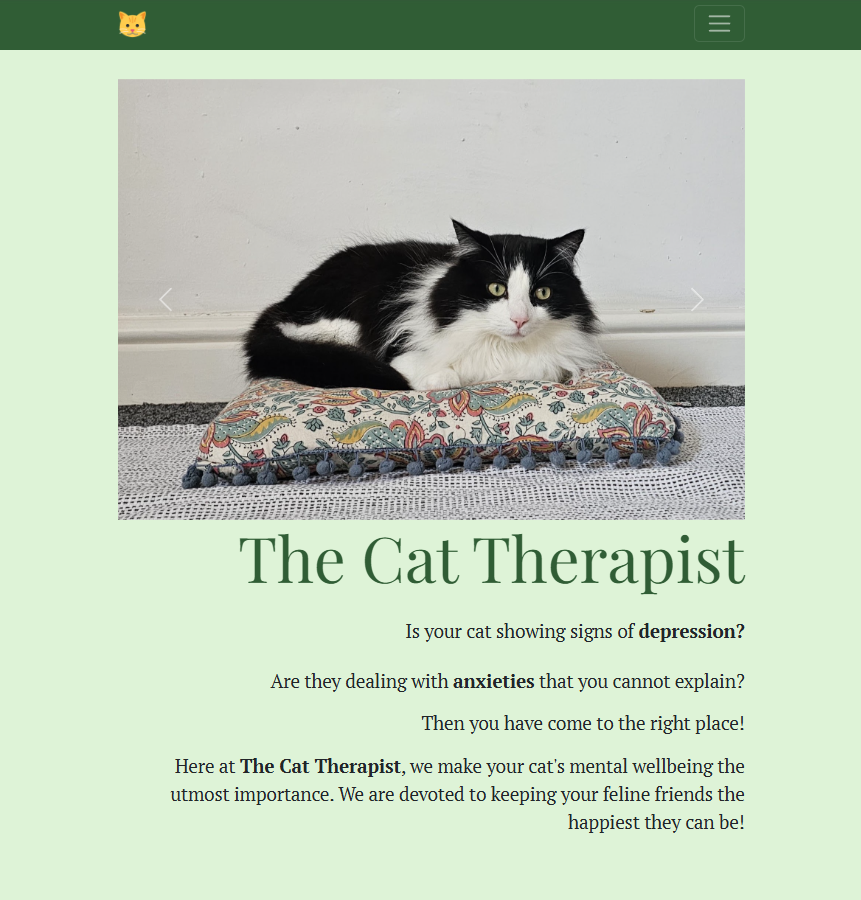 The Cat Therapist
Is your cat showing signs of depression?
Are they dealing with anxieties that you cannot explain?
Then you have come to the right place!
Here at The Cat Therapist, we make your cat's mental wellbeing the
utmost importance. We are devoted to keeping your feline friends the
happiest they can be!